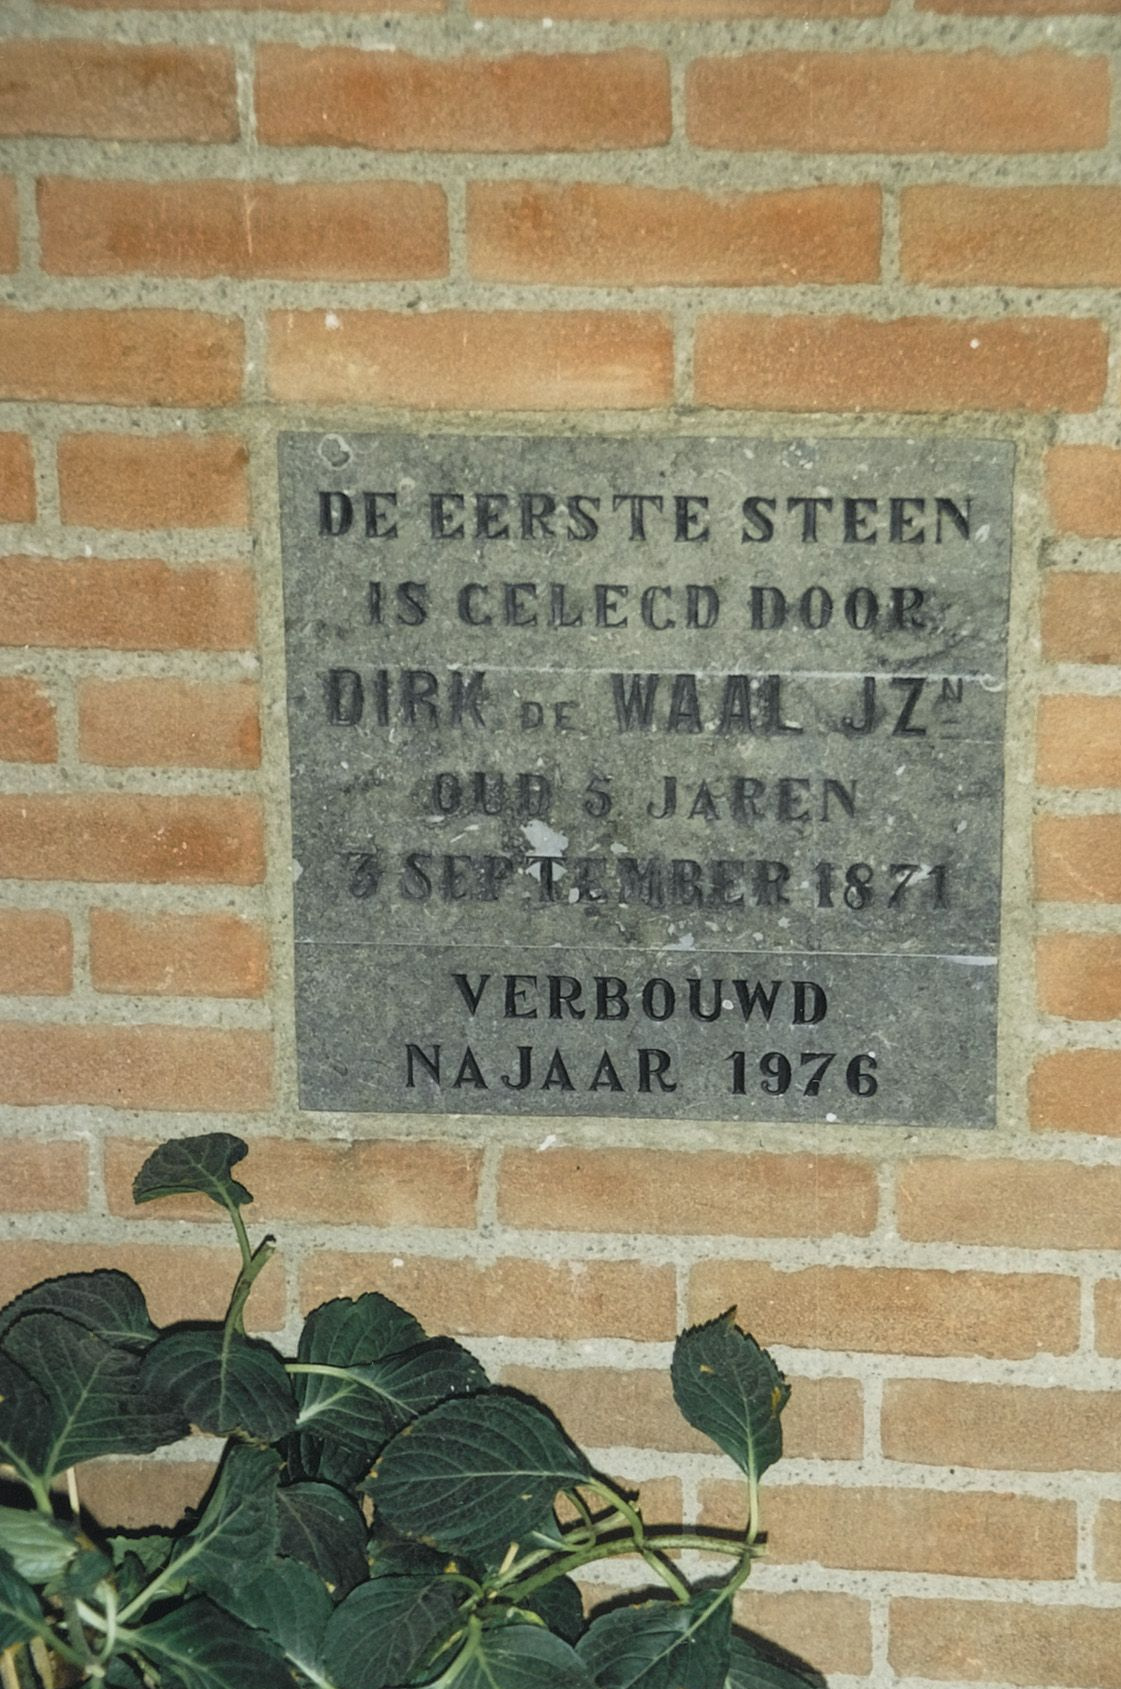 DE EERSTE STEEN
IS GELEGD DOOR
DIRK DE WAAL JZN
OUD 5 JAREN
3 SEPTEMBER 1871
VERBOUWD
NAJAAR 1976